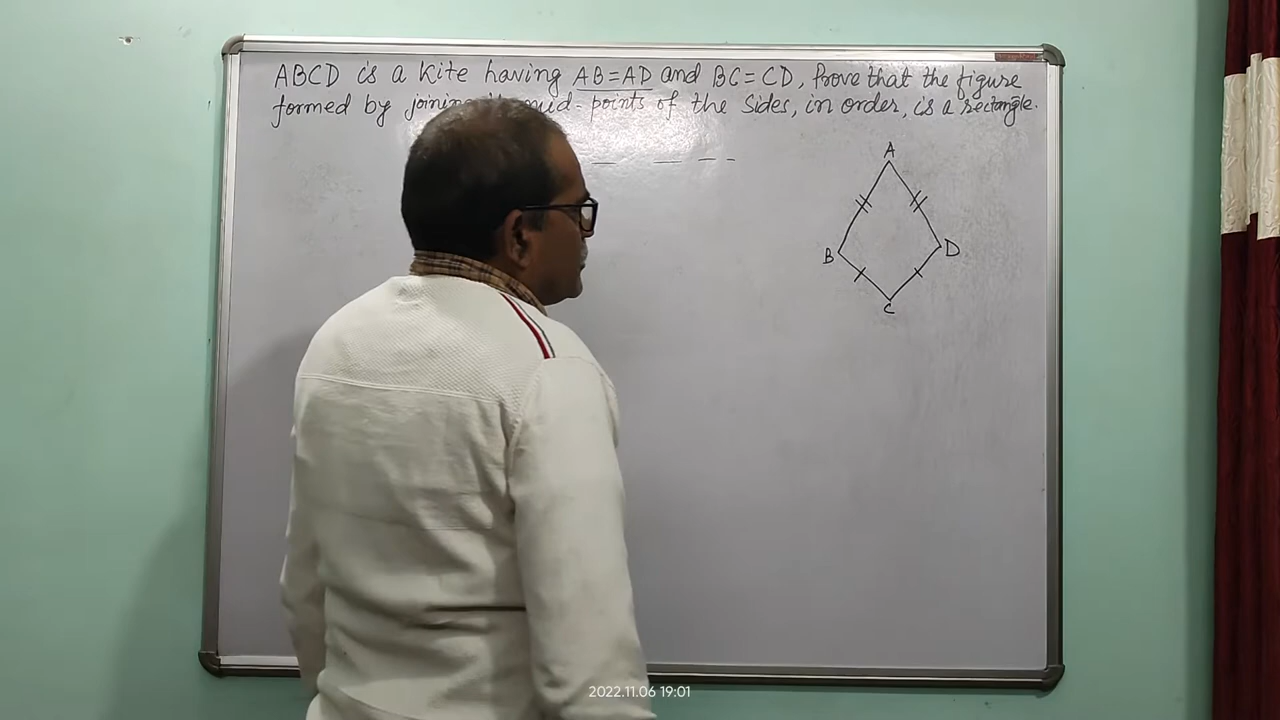 ABCD is a kite having AB=AD and BC=CD, Prove that the figure
formed by joining mid-points of the Sides, in order, is a rectangle.
A
B
D
C
2022.11.06 19:01